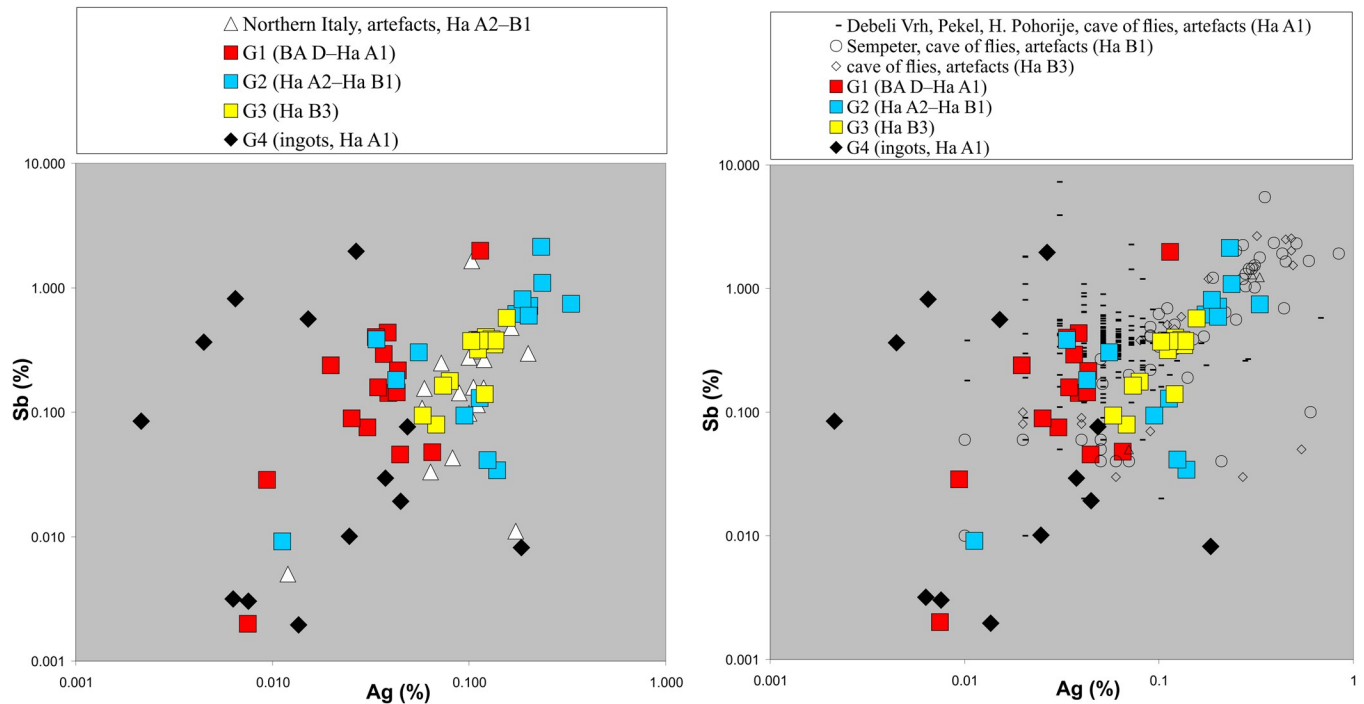 Northern Italy, artefacts, Ha A2–B1
G1 (BA D–Ha A1)
G2 (Ha A2–Ha B1)
G3 (Ha B3)
G4 (ingots, Ha A1)
10.000
1.000
0.100
0.010
0.001
Sb (%)
0.001
0.010
0.100
1.000
Ag (%)
Debeli Vrh, Pekel, H. Pohorije, cave of flies, artefacts (Ha A1)
Sempeter, cave of flies, artefacts (Ha B1)
cave of flies, artefacts (Ha B3)
G1 (BA D–Ha A1)
G2 (Ha A2–Ha B1)
G3 (Ha B3)
G4 (ingots, Ha A1)
10.000
1.000
0.100
0.010
0.001
Sb (%)
0.001
0.01
0.1
1
Ag (%)